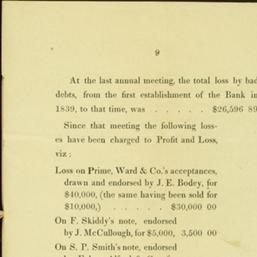 9
At the last annual meeting, the total loss by bad
debts, from the first establishment of the Bank in
1839, to that time, was . . . . . $26,596 89
Since that meeting the following loss-
es have been charged to Profit and Loss,
viz :
Loss on Prime, Ward & Co.'s acceptances,
drawn and endorsed by J. E. Bodey, for
$40,000, (the same having been sold for
$10,000,) . . . . . $30,000 00
On F. Skiddy's note, endorsed
by J. McCullough, for $5,000, 3,500 00
On S. P. Smith's note, endorsed